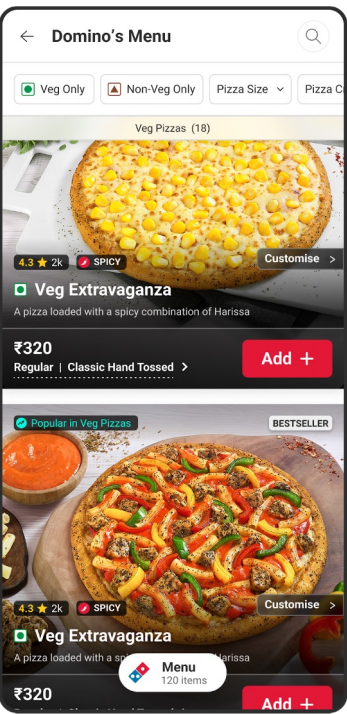 Domino's Menu
Veg Only
Non-Veg Only
Pizza Size
Pizza C
Veg Pizzas (18)
4.3 ★ 2k
SPICY
Customise >
Veg Extravaganza
A pizza loaded with a spicy combination of Harissa
₹320
Regular | Classic Hand Tossed >
Add +
Popular in Veg Pizzas
BESTSELLER
4.3 ★ 2k
SPICY
Customise >
Veg Extravaganza
A pizza loaded with a sp
arissa
Menu
120 items
₹320
Add +